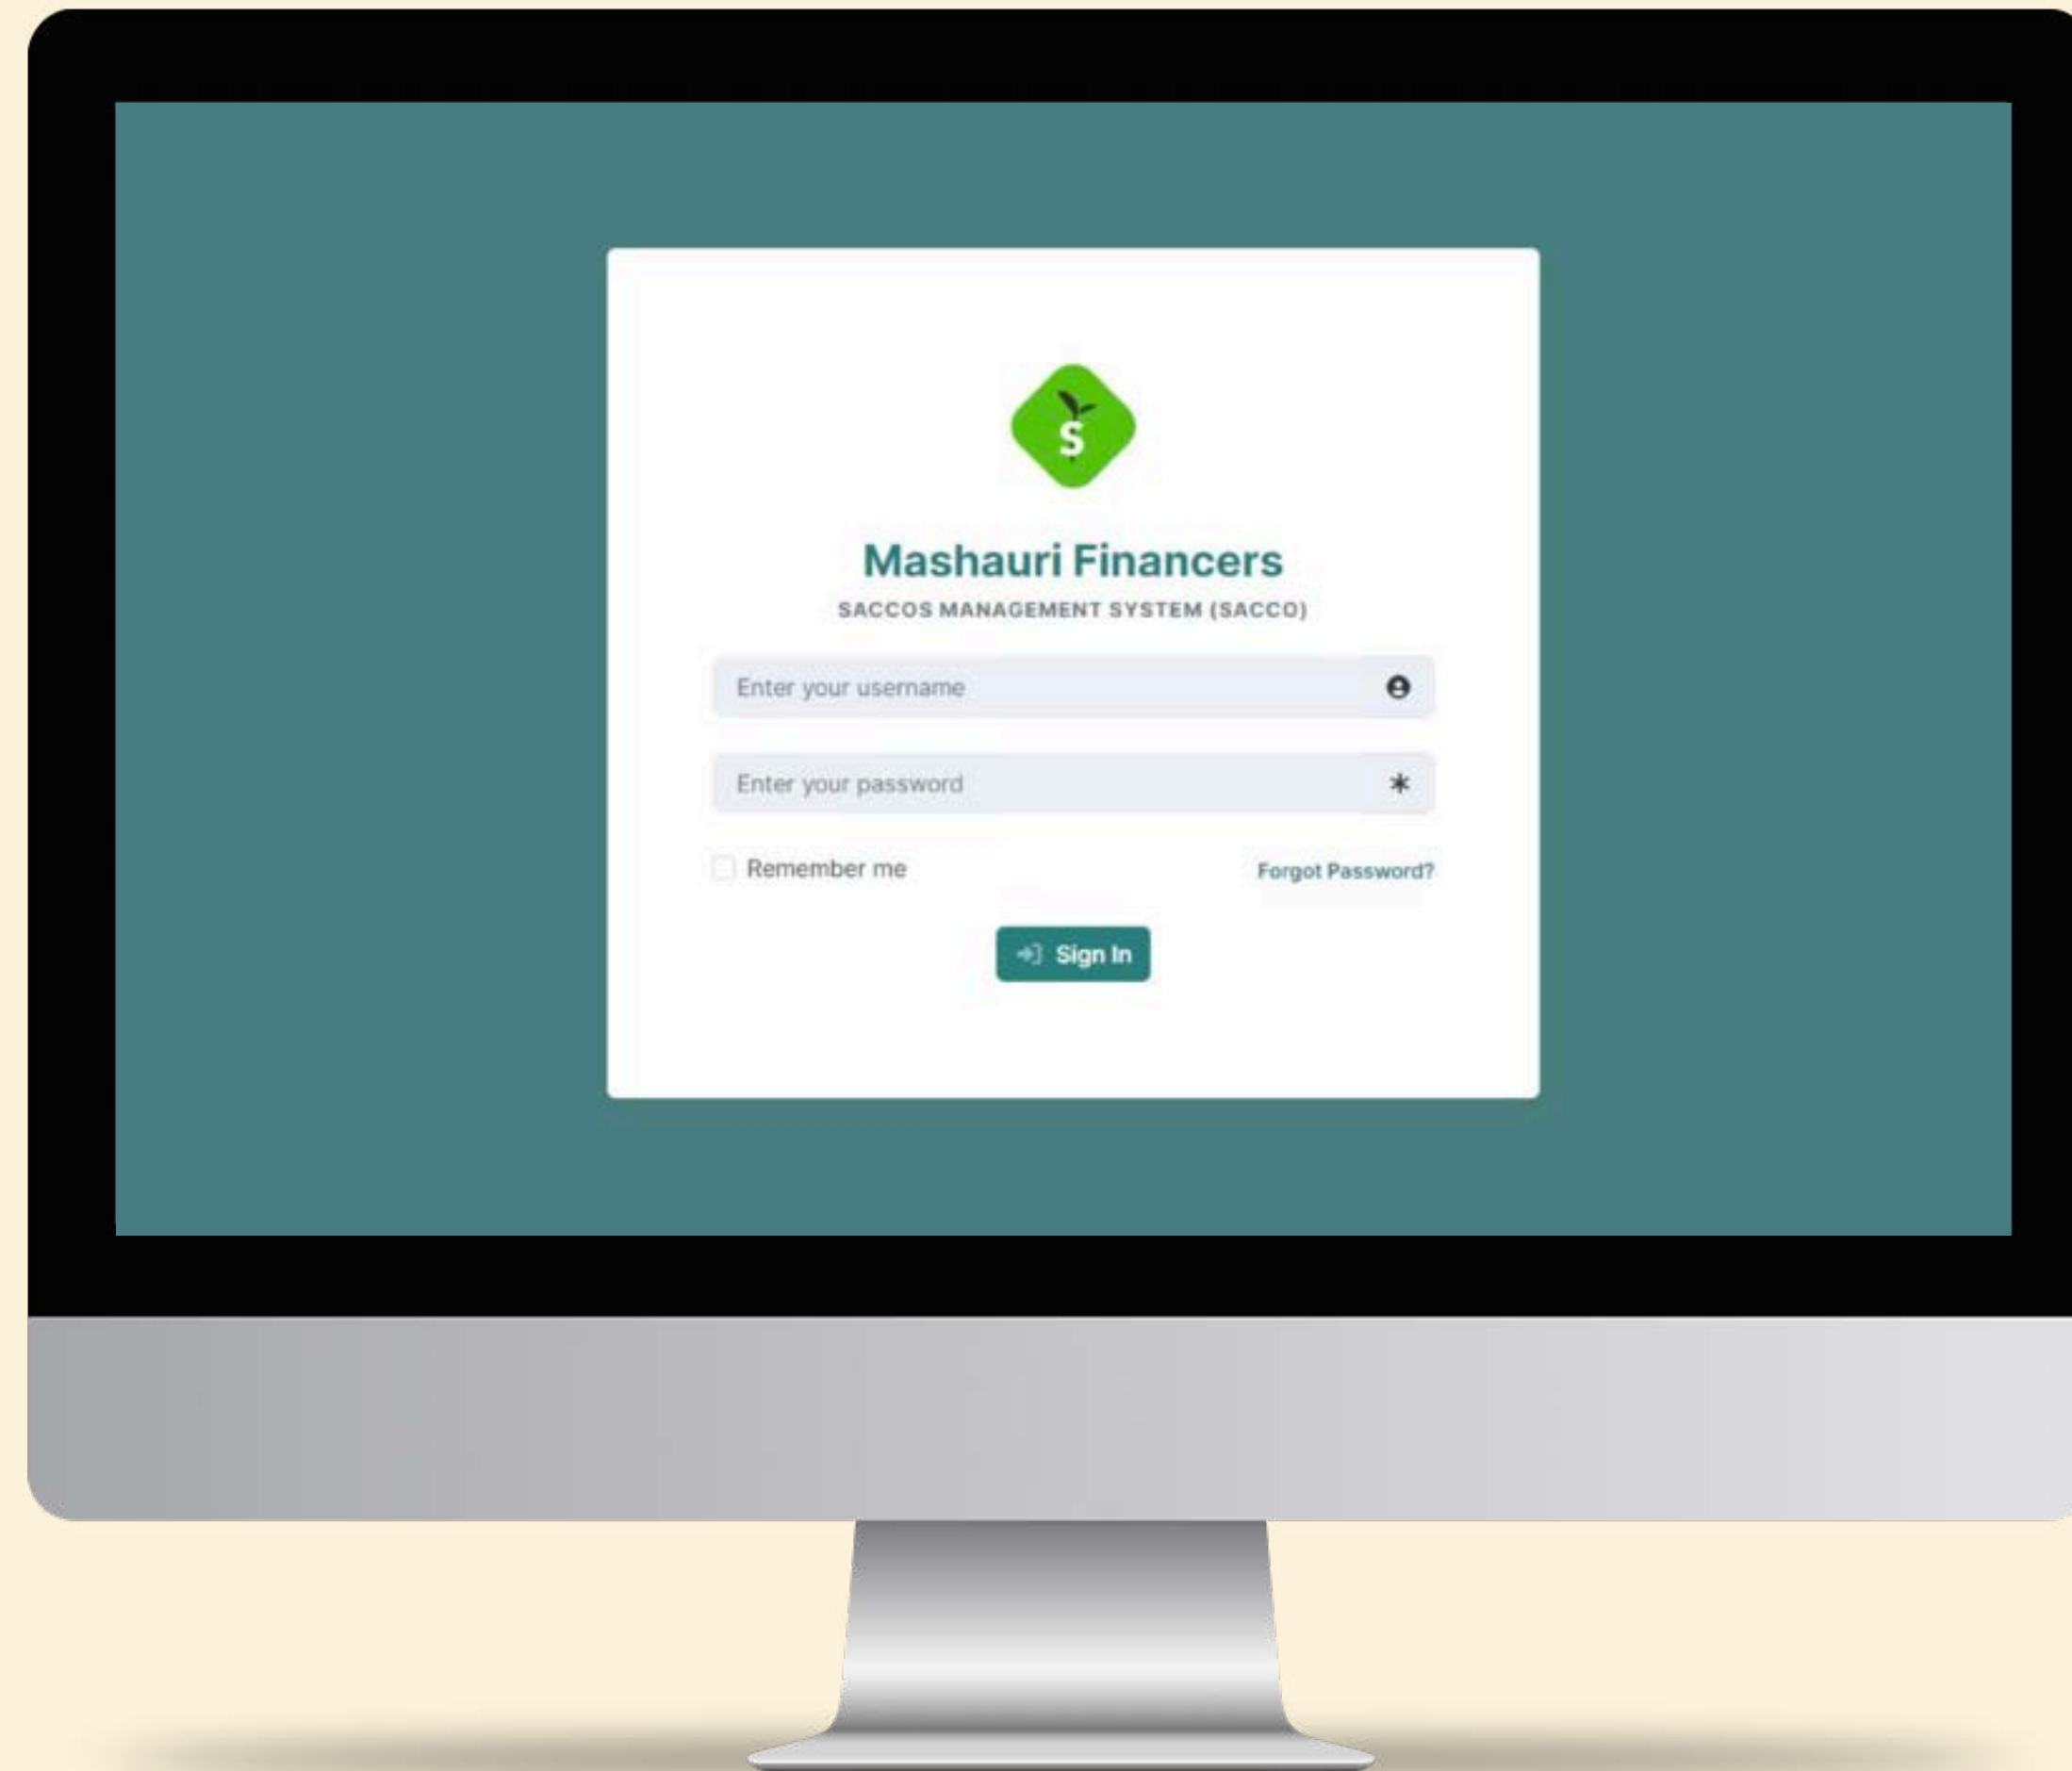 S
Mashauri Financers
SACCOS MANAGEMENT SYSTEM (SACCO)
Enter your username
Enter your password
Remember me
Forgot Password?
Sign In